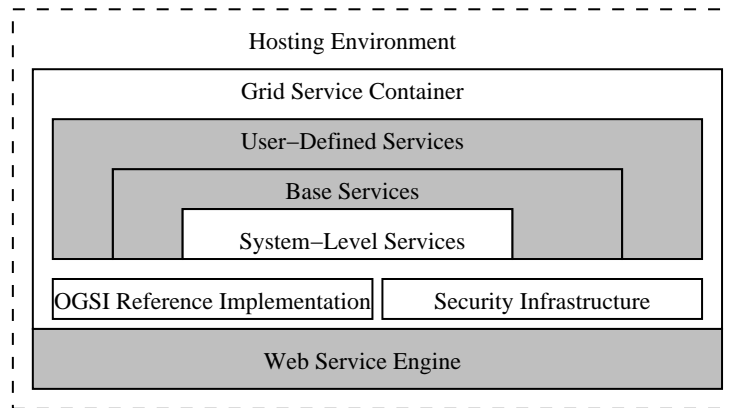 Hosting Environment
Grid Service Container
User−Defined Services
Base Services
System−Level Services
OGSI Reference Implementation
Security Infrastructure
Web Service Engine